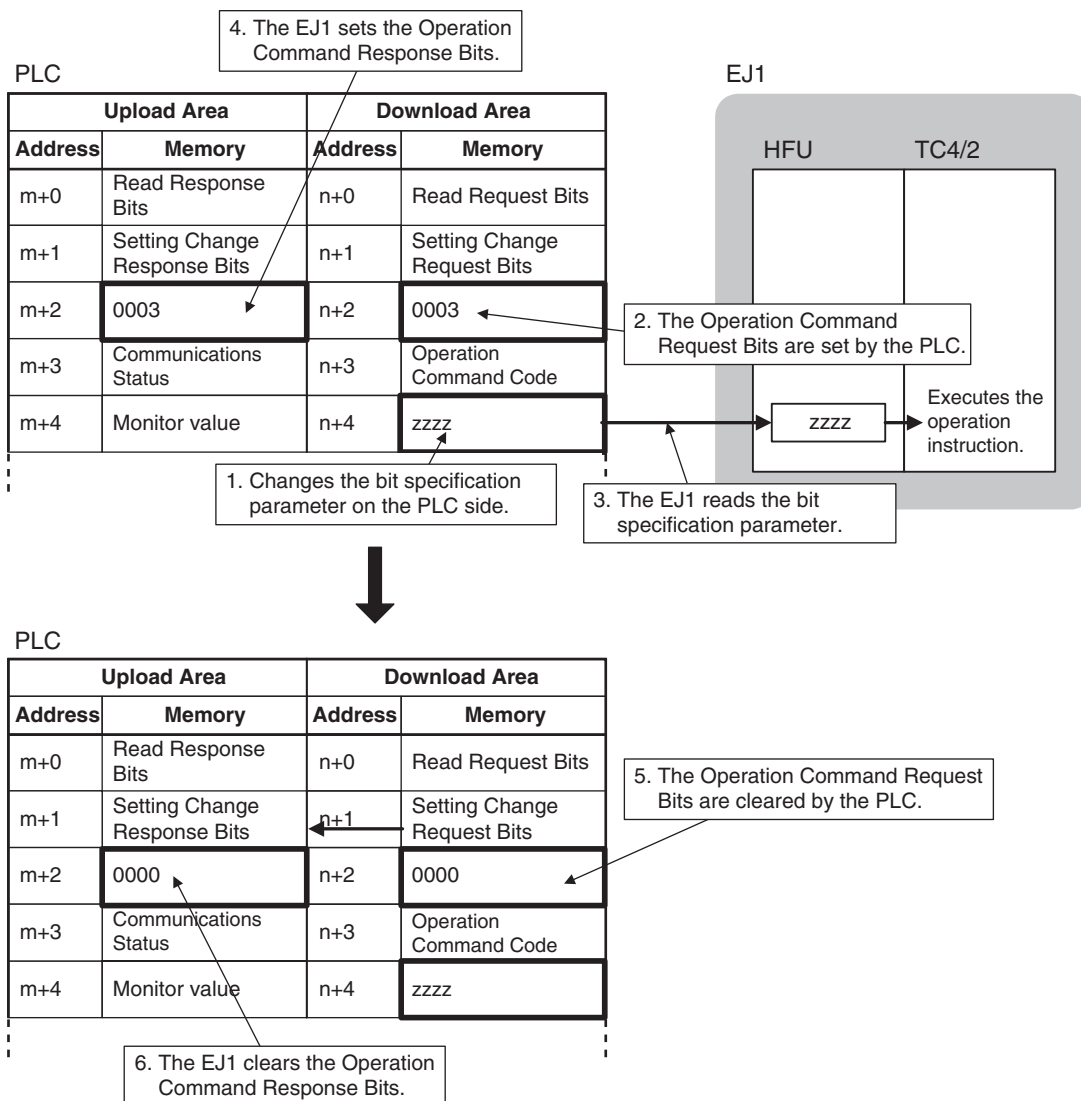 4. The EJ1 sets the Operation
Command Response Bits.
PLC
EJ1
Upload Area Download Area
Address Memory Address Memory
HFU TC4/2
m+0 Read Response
Bits n+0 Read Request Bits
m+1 Setting Change
Response Bits n+1 Setting Change
Request Bits
m+2 0003 n+2 0003
2. The Operation Command
Request Bits are set by the PLC.
m+3 Communications
Status n+3 Operation
Command Code
m+4 Monitor value n+4 zzzz
zzzz
Executes the
operation
instruction.
1. Changes the bit specification
parameter on the PLC side.
3. The EJ1 reads the bit
specification parameter.
PLC
Upload Area Download Area
Address Memory Address Memory
m+0 Read Response
Bits n+0 Read Request Bits
5. The Operation Command Request
Bits are cleared by the PLC.
m+1 Setting Change
Response Bits n+1 Setting Change
Request Bits
m+2 0000 n+2 0000
m+3 Communications
Status n+3 Operation
Command Code
m+4 Monitor value n+4 zzzz
6. The EJ1 clears the Operation
Command Response Bits.